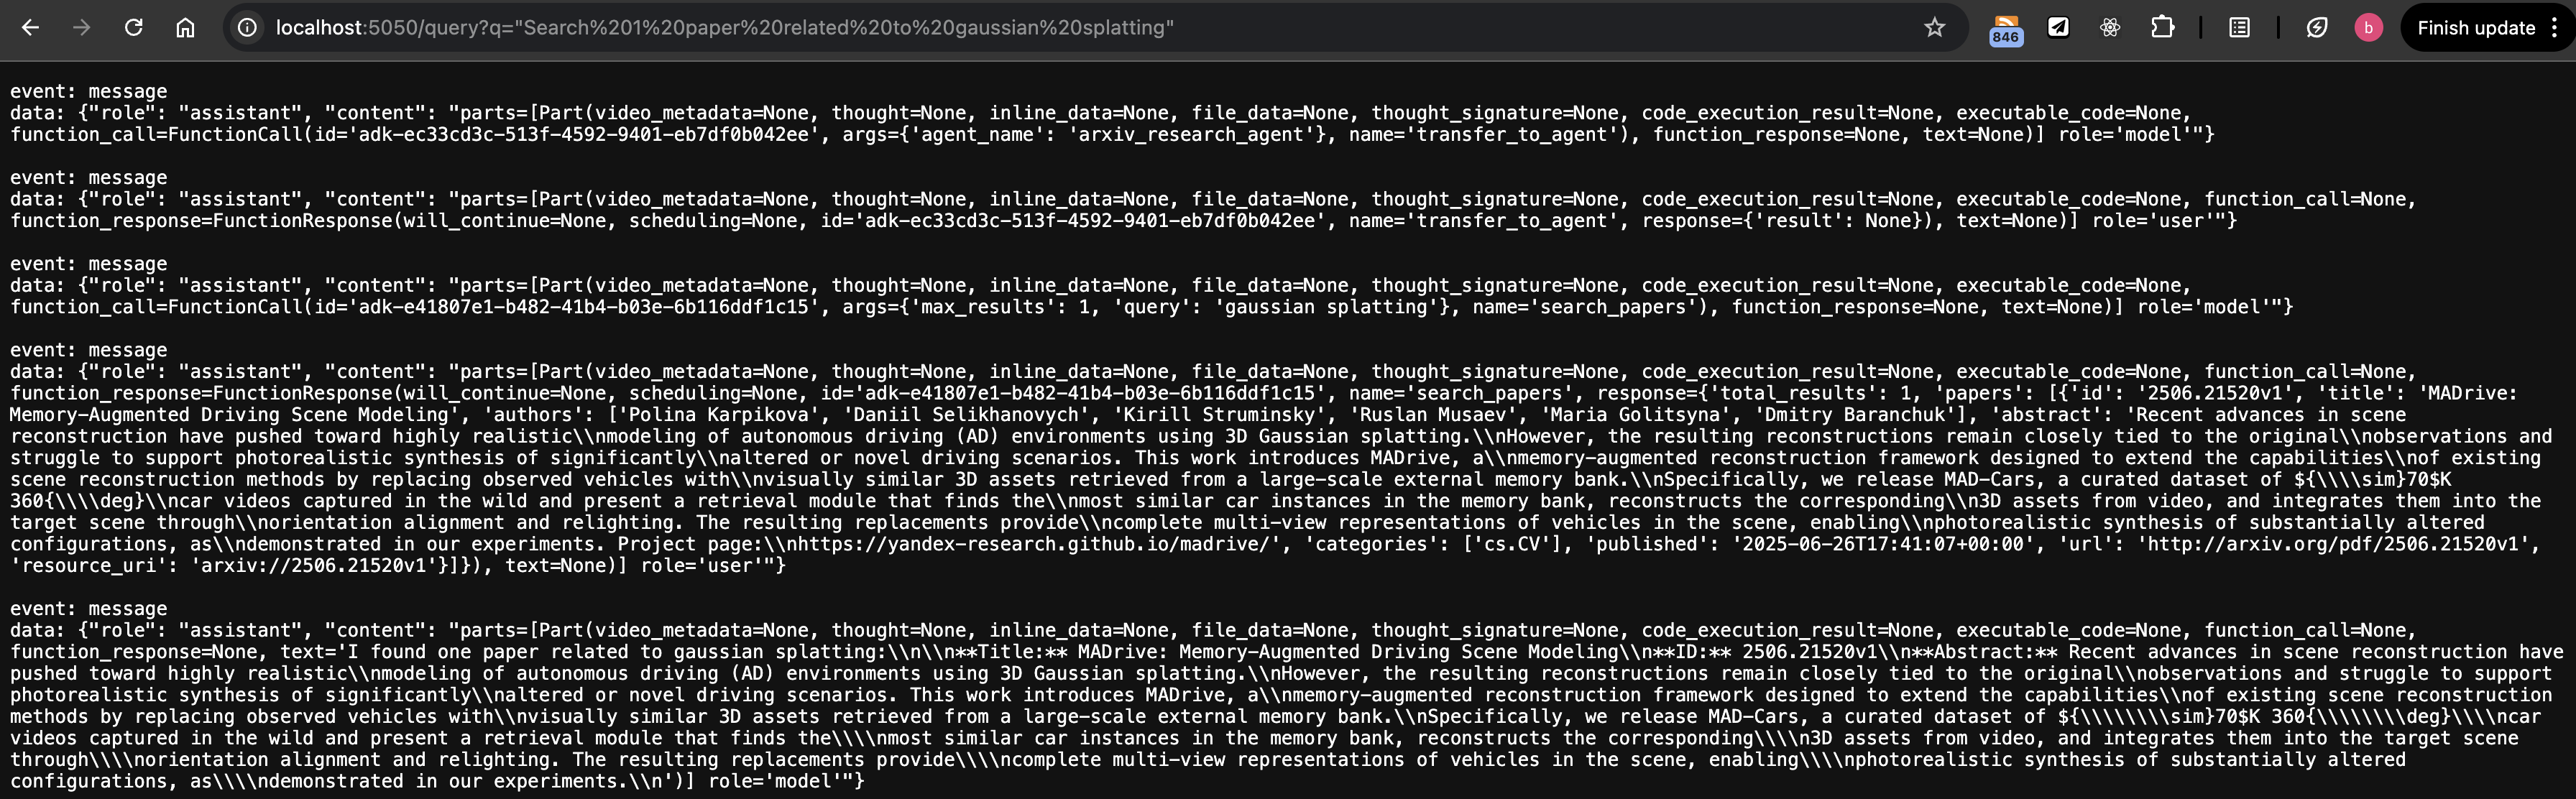 localhost:5050/query?q="Search%201%20paper%20related%20to%20gaussian%20splatting"
846
b
Finish update
event: message
data: {"role": "assistant", "content": "parts=[Part(video_metadata=None, thought=None, inline_data=None, file_data=None, thought_signature=None, code_execution_result=None, executable_code=None,
function_call=FunctionCall(id='adk-ec33cd3c-513f-4592-9401-eb7df0b042ee', args={'agent_name': 'arxiv_research_agent'}, name='transfer_to_agent'), function_response=None, text=None)] role='model'"}
event: message
data: {"role": "assistant", "content": "parts=[Part(video_metadata=None, thought=None, inline_data=None, file_data=None, thought_signature=None, code_execution_result=None, executable_code=None, function_call=None,
function_response=FunctionResponse(will_continue=None, scheduling=None, id='adk-ec33cd3c-513f-4592-9401-eb7df0b042ee', name='transfer_to_agent', response={'result': None}), text=None)] role='user'"}
event: message
data: {"role": "assistant", "content": "parts=[Part(video_metadata=None, thought=None, inline_data=None, file_data=None, thought_signature=None, code_execution_result=None, executable_code=None,
function_call=FunctionCall(id='adk-e41807e1-b482-41b4-b03e-6b116ddf1c15', args={'max_results': 1, 'query': 'gaussian splatting'}, name='search_papers'), function_response=None, text=None)] role='model'"}
event: message
data: {"role": "assistant", "content": "parts=[Part(video_metadata=None, thought=None, inline_data=None, file_data=None, thought_signature=None, code_execution_result=None, executable_code=None, function_call=None,
function_response=FunctionResponse(will_continue=None, scheduling=None, id='adk-e41807e1-b482-41b4-b03e-6b116ddf1c15', name='search_papers', response={'total_results': 1, 'papers': [{'id': '2506.21520v1', 'title': 'MADrive:
Memory-Augmented Driving Scene Modeling', 'authors': ['Polina Karpikova', 'Daniil Selikhanovych', 'Kirill Struminsky', 'Ruslan Musaev', 'Maria Golitsyna', 'Dmitry Baranchuk'], 'abstract': 'Recent advances in scene
reconstruction have pushed toward highly realistic\\nmodeling of autonomous driving (AD) environments using 3D Gaussian splatting.\\nHowever, the resulting reconstructions remain closely tied to the original\\nobservations and
struggle to support photorealistic synthesis of significantly\\naltered or novel driving scenarios. This work introduces MADrive, a\\nmemory-augmented reconstruction framework designed to extend the capabilities\\nof existing
scene reconstruction methods by replacing observed vehicles with\\nvisually similar 3D assets retrieved from a large-scale external memory bank.\\nSpecifically, we release MAD-Cars, a curated dataset of ${\\\\sim}70$K
360{\\\\deg}\\ncar videos captured in the wild and present a retrieval module that finds the\\nmost similar car instances in the memory bank, reconstructs the corresponding\\n3D assets from video, and integrates them into the
target scene through\\norientation alignment and relighting. The resulting replacements provide\\ncomplete multi-view representations of vehicles in the scene, enabling\\nphotorealistic synthesis of substantially altered
configurations, as\\ndemonstrated in our experiments. Project page:\\nhttps://yandex-research.github.io/madrive/', 'categories': ['cs.CV'], 'published': '2025-06-26T17:41:07+00:00', 'url': 'http://arxiv.org/pdf/2506.21520v1',
'resource_uri': 'arxiv://2506.21520v1'}]}), text=None)] role='user'"}
event: message
data: {"role": "assistant", "content": "parts=[Part(video_metadata=None, thought=None, inline_data=None, file_data=None, thought_signature=None, code_execution_result=None, executable_code=None, function_call=None,
function_response=None, text='I found one paper related to gaussian splatting:\\n\\n**Title:** MADrive: Memory-Augmented Driving Scene Modeling\\n**ID:** 2506.21520v1\\n**Abstract:** Recent advances in scene reconstruction have
pushed toward highly realistic\\nmodeling of autonomous driving (AD) environments using 3D Gaussian splatting.\\nHowever, the resulting reconstructions remain closely tied to the original\\nobservations and struggle to support
photorealistic synthesis of significantly\\naltered or novel driving scenarios. This work introduces MADrive, a\\nmemory-augmented reconstruction framework designed to extend the capabilities\\nof existing scene reconstruction
methods by replacing observed vehicles with\\nvisually similar 3D assets retrieved from a large-scale external memory bank.\\nSpecifically, we release MAD-Cars, a curated dataset of ${\\\\\\\\sim}70$K 360{\\\\\\\\deg}\\\\ncar
videos captured in the wild and present a retrieval module that finds the\\\\nmost similar car instances in the memory bank, reconstructs the corresponding\\\\n3D assets from video, and integrates them into the target scene
through\\\\norientation alignment and relighting. The resulting replacements provide\\\\ncomplete multi-view representations of vehicles in the scene, enabling\\\\nphotorealistic synthesis of substantially altered
configurations, as\\\\ndemonstrated in our experiments.\\n')] role='model'"}